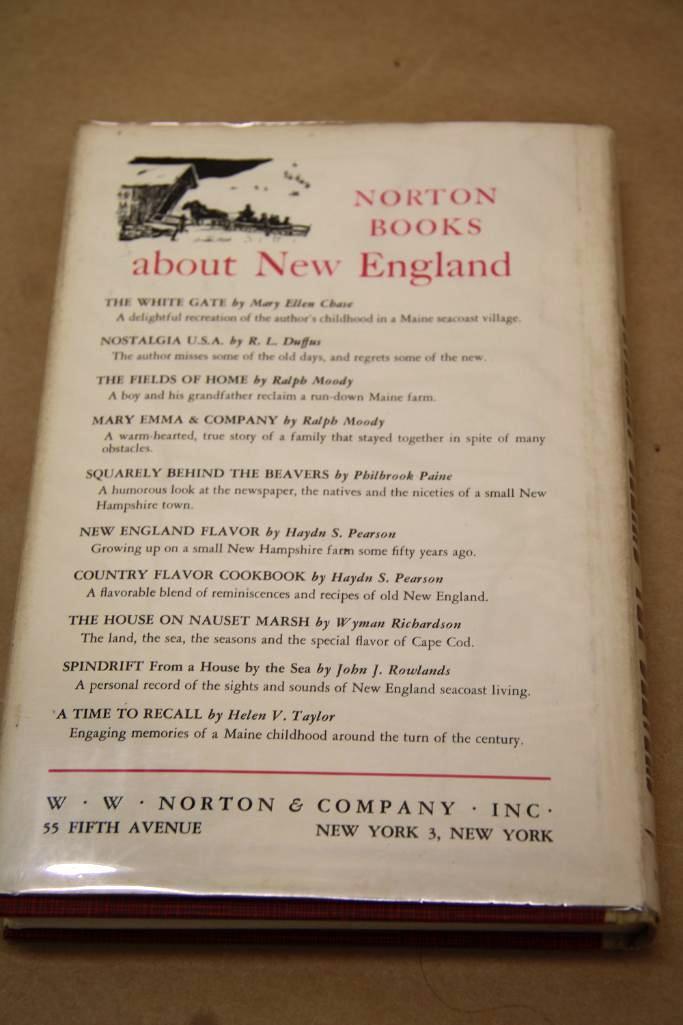 NORTON
BOOKS
about New England
THE WHITE GATE by Mary Ellen Chase
A delightful recreation of the author's childhood in a Maine seacoast village.
NOSTALGIA U.S.A. by R. L. Duffus
The author misses some of the old days, and regrets some of the new.
THE FIELDS OF HOME by Ralph Moody
A boy and his grandfather reclaim a run-down Maine farm.
MARY EMMA & COMPANY by Ralph Moody
A warm-hearted, true story of a family that stayed together in spite of many
obstacles.
SQUARELY BEHIND THE BEAVERS by Philbrook Paine
A humorous look at the newspaper, the natives and the niceties of a small New
Hampshire town.
NEW ENGLAND FLAVOR by Haydn S. Pearson
Growing up on a small New Hampshire farm some fifty years ago.
COUNTRY FLAVOR COOKBOOK by Haydn S. Pearson
A flavorable blend of reminiscences and recipes of old New England.
THE HOUSE ON NAUSET MARSH by Wyman Richardson
The land, the sea, the seasons and the special flavor of Cape Cod.
SPINDRIFT From a House by the Sea by John J. Rowlands
A personal record of the sights and sounds of New England seacoast living.
A TIME TO RECALL by Helen V. Taylor
Engaging memories of a Maine childhood around the turn of the century.
W · W · NORTON & COMPANY · INC ·
55 FIFTH AVENUE NEW YORK 3, NEW YORK